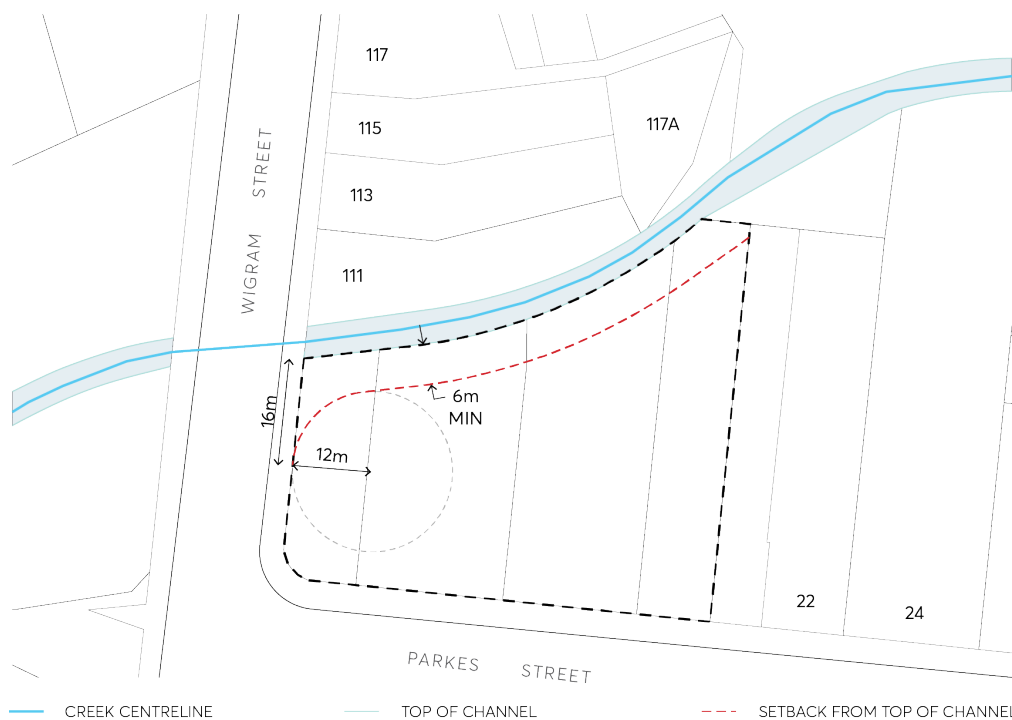 117
115
117A
113
111
WIGRAM STREET
16m
12m
6m
MIN
22
24
PARKES STREET
CREEK CENTRELINE
TOP OF CHANNEL
SETBACK FROM TOP OF CHANNEL